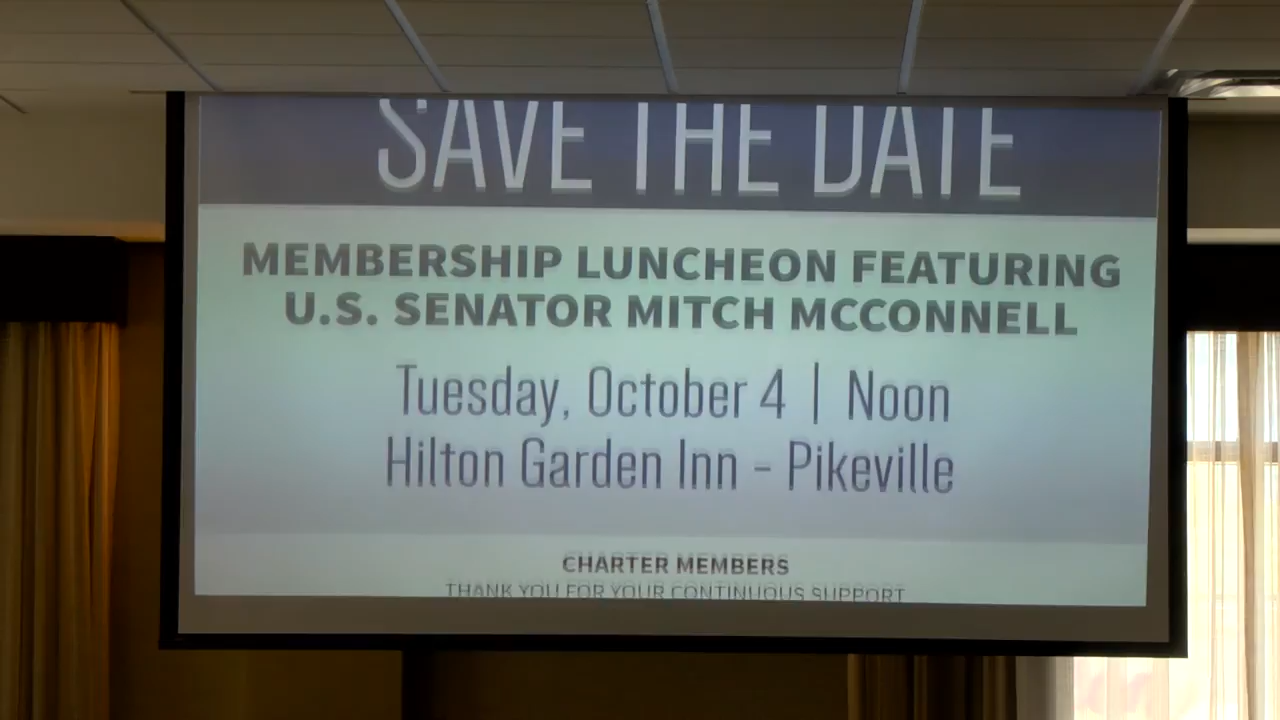 SAVE THE DATE
MEMBERSHIP LUNCHEON FEATURING
U.S. SENATOR MITCH MCCONNELL
Tuesday, October 4 | Noon
Hilton Garden Inn - Pikeville
CHARTER MEMBERS
THANK YOU FOR YOUR CONTINUOUS SUPPORT